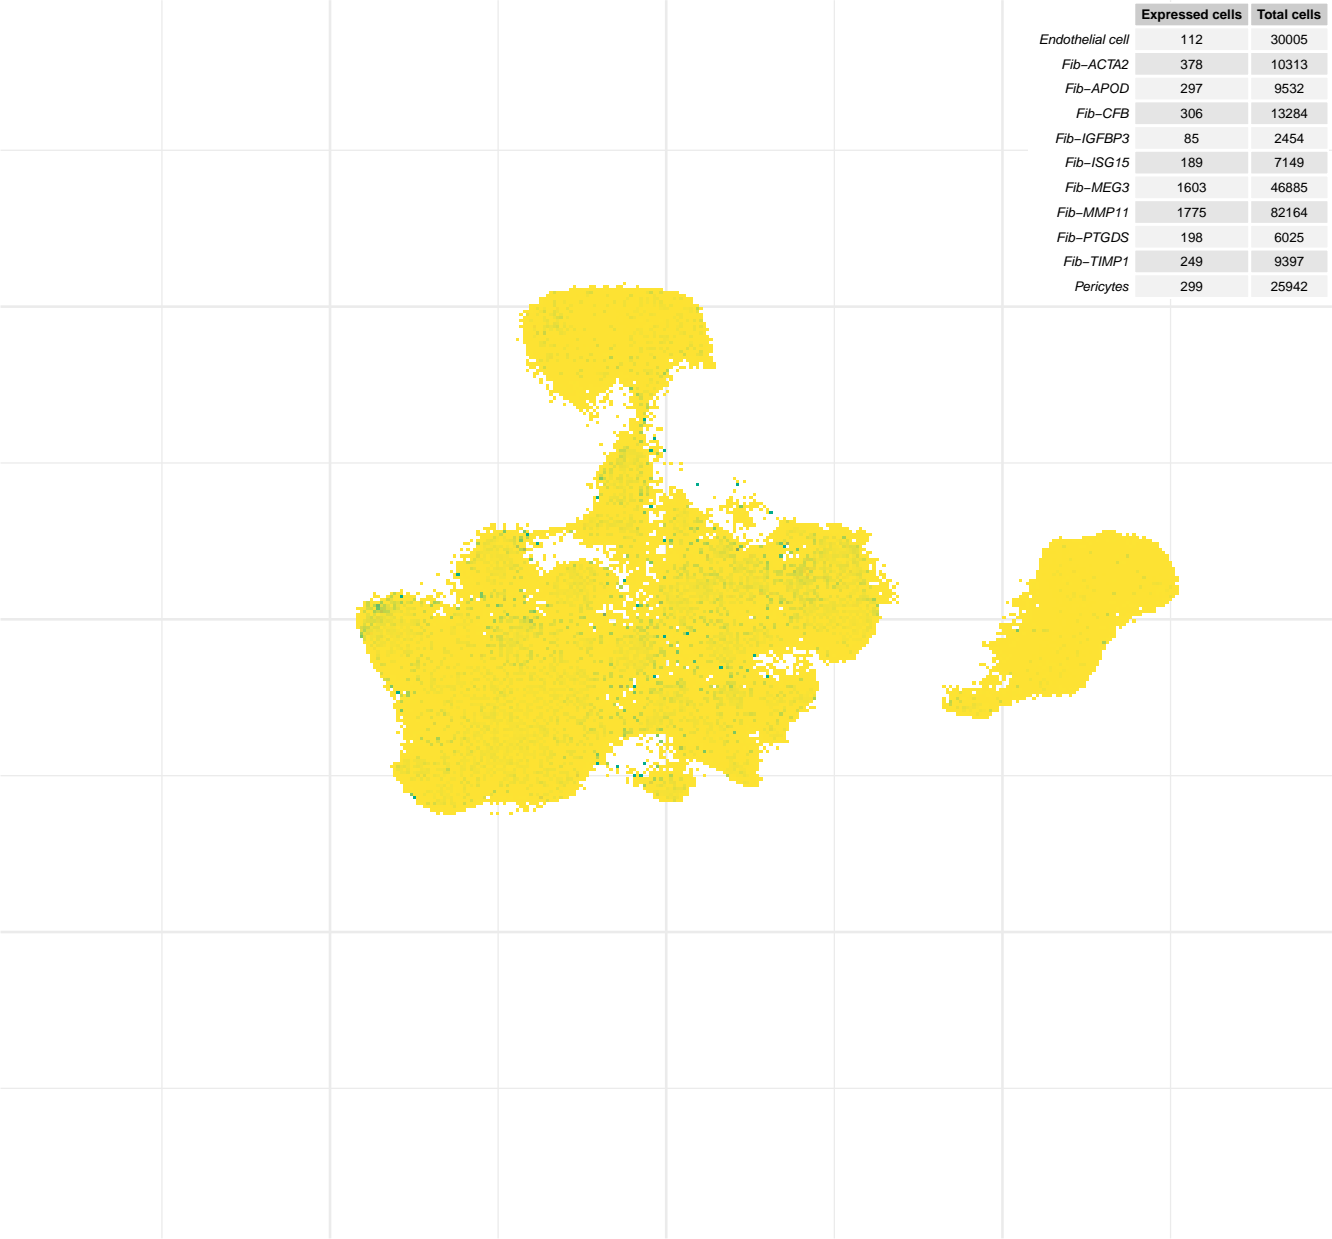 Expressed cells Total cells
Endothelial cell 112 30005
Fib−ACTA2 378 10313
Fib−APOD 297 9532
Fib−CFB 306 13284
Fib−IGFBP3 85 2454
Fib−ISG15 189 7149
Fib−MEG3 1603 46885
Fib−MMP11 1775 82164
Fib−PTGDS 198 6025
Fib−TIMP1 249 9397
Pericytes 299 25942